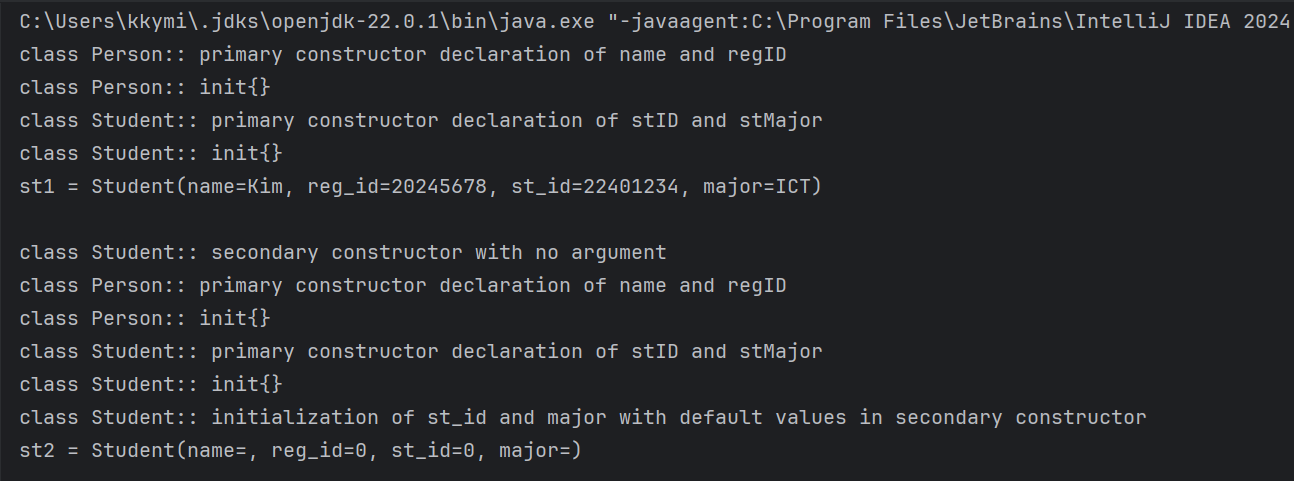 C:\Users\kkymi\.jdks\openjdk-22.0.1\bin\java.exe "-javaagent:C:\Program Files\JetBrains\IntelliJ IDEA 2024
class Person:: primary constructor declaration of name and regID
class Person:: init{}
class Student:: primary constructor declaration of stID and stMajor
class Student:: init{}
st1 = Student(name=Kim, reg_id=20245678, st_id=22401234, major=ICT)
class Student:: secondary constructor with no argument
class Person:: primary constructor declaration of name and regID
class Person:: init{}
class Student:: primary constructor declaration of stID and stMajor
class Student:: init{}
class Student:: initialization of st_id and major with default values in secondary constructor
st2 = Student(name=, reg_id=0, st_id=0, major=)